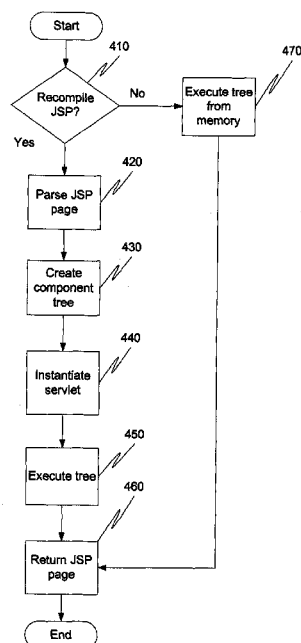 Start
410
Recompile
JSP?
No
470
Execute tree
from
memory
Yes
420
Parse JSP
page
430
Create
component
tree
440
Instantiate
servlet
450
Execute tree
460
Return JSP
page
End